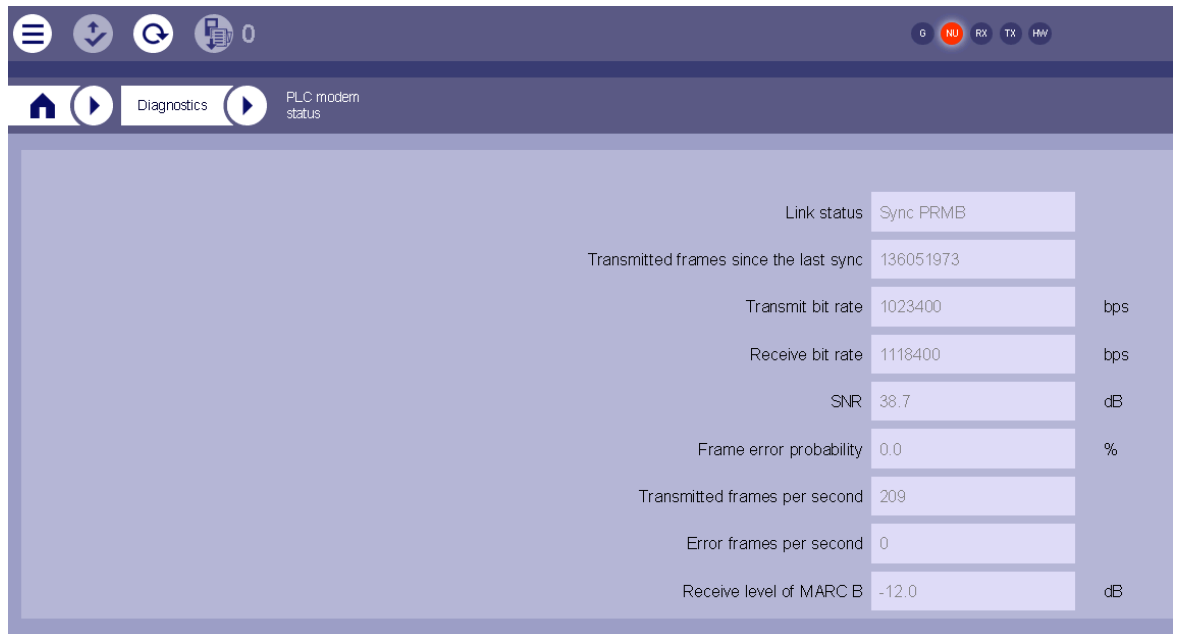 0
G NU RX TX HW
Diagnostics
PLC modem
status
Link status Sync PRMB
Transmitted frames since the last sync 136051973
Transmit bit rate 1023400 bps
Receive bit rate 1118400 bps
SNR 38.7 dB
Frame error probability 0.0 %
Transmitted frames per second 209
Error frames per second 0
Receive level of MARC B -12.0 dB